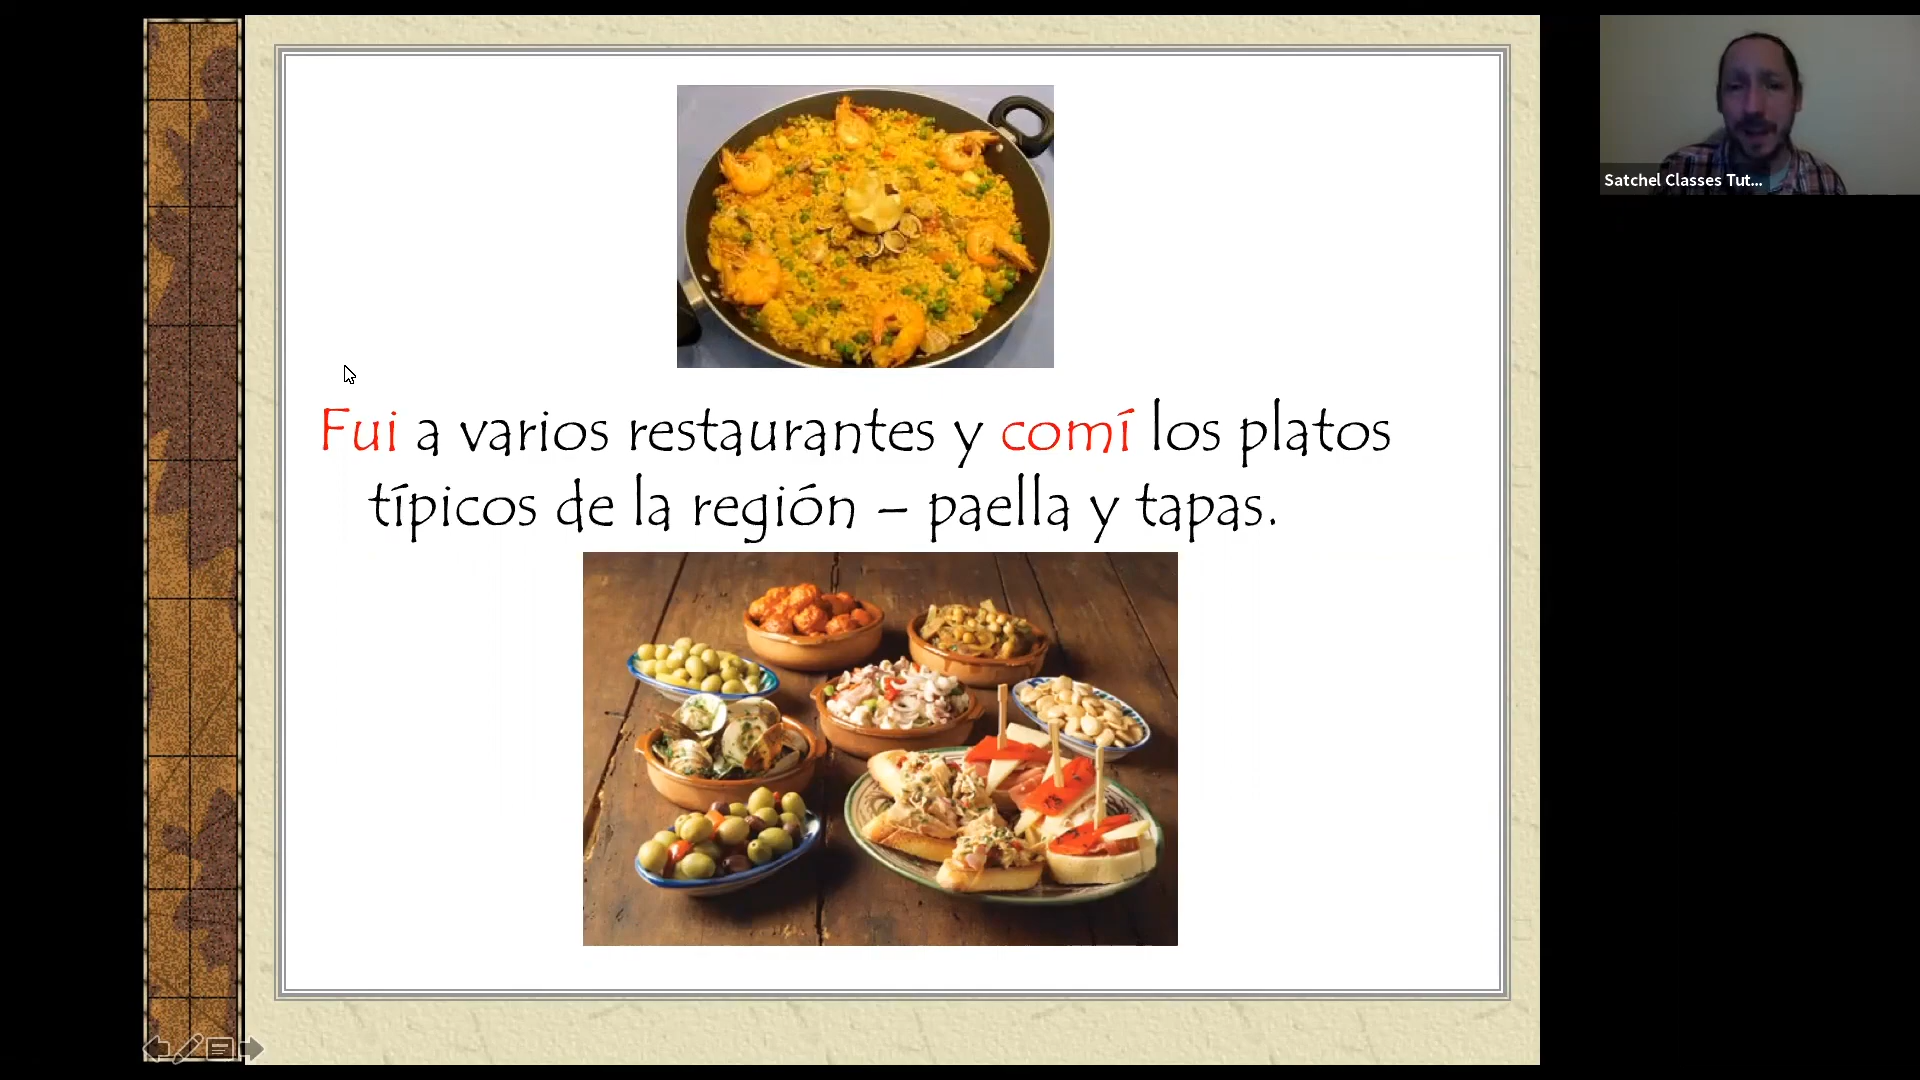 Fui a varios restaurantes y comí los platos
típicos de la región – paella y tapas.
Satchel Classes Tut...